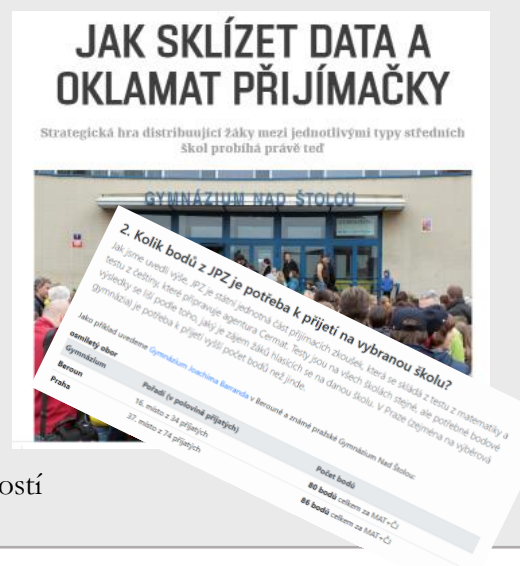 JAK SKLÍZET DATA A
OKLAMAT PŘIJÍMAČKY
Strategická hra distribuující žáky mezi jednotlivými typy středních
škol probíhá právě teď
GYMNÁZIUM NAD ŠTOLOU
2. Kolik bodů z JPZ je potřeba k přijetí na vybranou školu?
Jak jsme uvedli výše, JPZ je státní jednotná část přijímacích zkoušek, která se skládá z testu z matematiky a
testu z češtiny, které připravuje agentura Cermat. Testy jsou na všech školách stejné, ale potřebné bodové
výsledky se liší podle toho, jaký je zájem žáků hlásících se na danou školu. V Praze (zejména na výběrová
gymnázia) je potřeba k přijetí vyšší počet bodů než jinde.
Jako příklad uvedeme Gymnázium Joachima Barranda v Berouně a známé pražské Gymnázium Nad Štolou:
osmiletý obor
Gymnázium Pořadí (v polovině přijatých) Počet bodů
Beroun 16. místo z 34 přijatých 80 bodů celkem za MAT+ČJ
Praha 37. místo z 74 přijatých 86 bodů celkem za MAT+ČJ
ostí